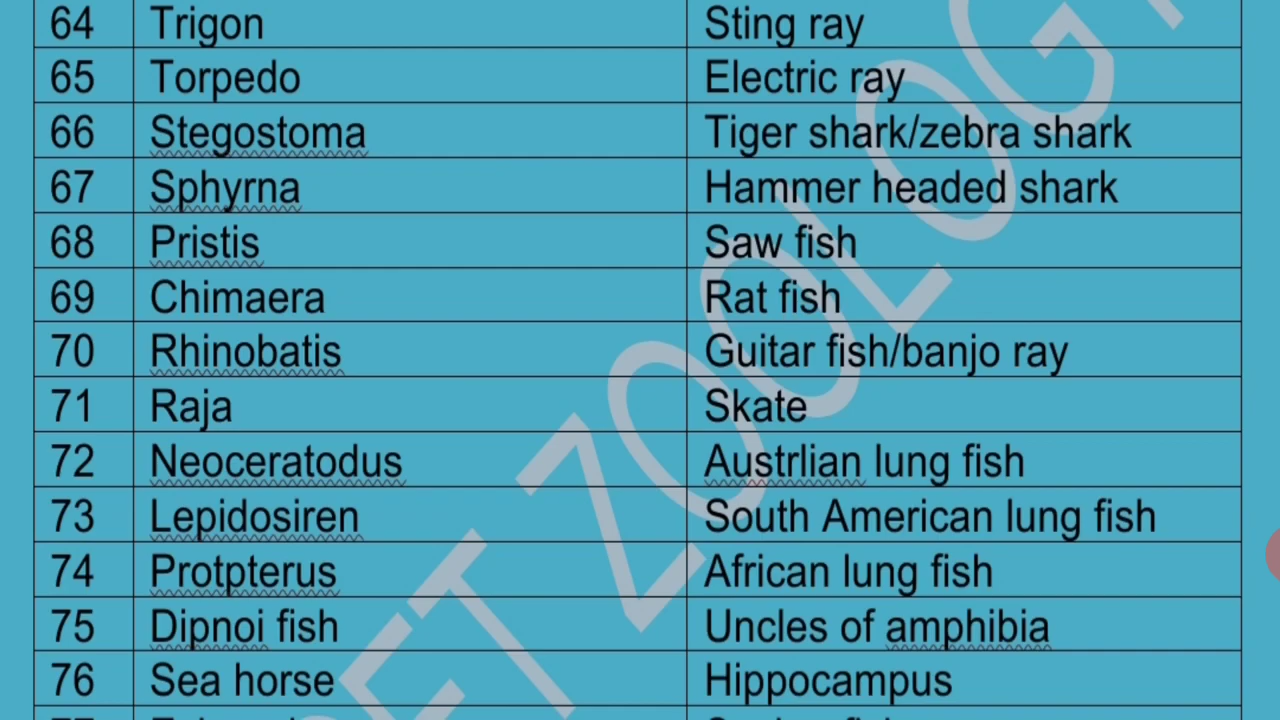 64 Trigon Sting ray
65 Torpedo Electric ray
66 Stegostoma Tiger shark/zebra shark
67 Sphyrna Hammer headed shark
68 Pristis Saw fish
69 Chimaera Rat fish
70 Rhinobatis Guitar fish/banjo ray
71 Raja Skate
72 Neoceratodus Austrlian lung fish
73 Lepidosiren South American lung fish
74 Protpterus African lung fish
75 Dipnoi fish Uncles of amphibia
76 Sea horse Hippocampus